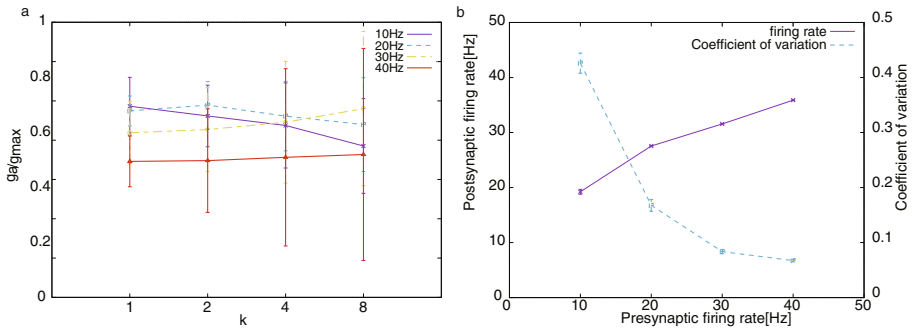 a
ga/gmax
1
0.8
0.6
0.4
0.2
0
10Hz
20Hz
30Hz
40Hz
1 2 4 8
k
b
Postsynaptic firing rate[Hz]
50
40
30
20
10
0
firing rate
Coefficient of variation
0.5
0.4
0.3
0.2
0.1
0
Coefficient of variation
0 10 20 30 40 50
Presynaptic firing rate[Hz]